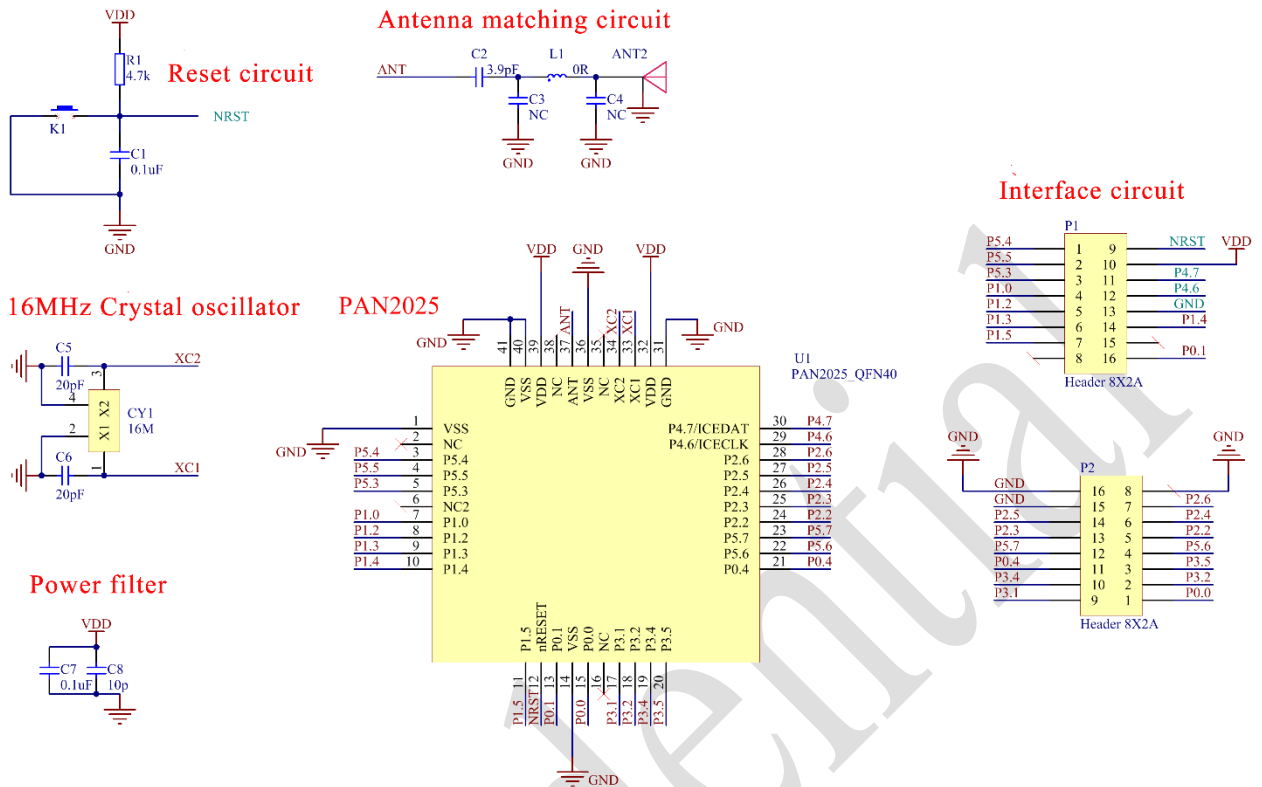 VDD
R1
4.7k
Reset circuit
NRST
K1
C1
0.1uF
GND
Antenna matching circuit
ANT
C2
3.9pF
L1
0R
ANT2
C3
NC
C4
NC
GND
GND
Interface circuit
P1
P5.4 1 9 NRST
P5.5 2 10 VDD
P5.3 3 11 P4.7
P1.0 4 12 P4.6
P1.2 5 13 GND
P1.3 6 14 P1.4
P1.5 7 15
8 16 P0.1
Header 8X2A
16MHz Crystal oscillator
C5
20pF
XC2
3
4
X2
CY1
16M
2
X1
1
C6
20pF
XC1
PAN2025
VDD
GND
VDD
GND
GND
ANT
XC2
XC1
41 40 39 38 37 36 35 34 33 32 31
GND VSS VDD NC ANT VSS NC XC2 XC1 VDD GND
U1
PAN2025_QFN40
GND
1 VSS
2 NC
P5.4 3 P5.4
P5.5 4 P5.5
P5.3 5 P5.3
6 NC2
P1.0 7 P1.0
P1.2 8 P1.2
P1.3 9 P1.3
P1.4 10 P1.4
P4.7/ICEDAT 30 P4.7
P4.6/ICECLK 29 P4.6
P2.6 28 P2.6
P2.5 27 P2.5
P2.4 26 P2.4
P2.3 25 P2.3
P2.2 24 P2.2
P5.7 23 P5.7
P5.6 22 P5.6
P0.4 21 P0.4
P1.5 nRESET P0.1 VSS P0.0 NC P3.1 P3.2 P3.4 P3.5
11 12 13 14 15 16 17 18 19 20
P1.5 NRST P0.1 P0.0 P3.1 P3.2 P3.4 P3.5
GND
GND
GND
P2
GND 16 8
GND 15 7 P2.6
P2.5 14 6 P2.4
P2.3 13 5 P2.2
P5.7 12 4 P5.6
P0.4 11 3 P3.5
P3.4 10 2 P3.2
P3.1 9 1 P0.0
Header 8X2A
Power filter
VDD
C7
0.1uF
C8
10p
dential